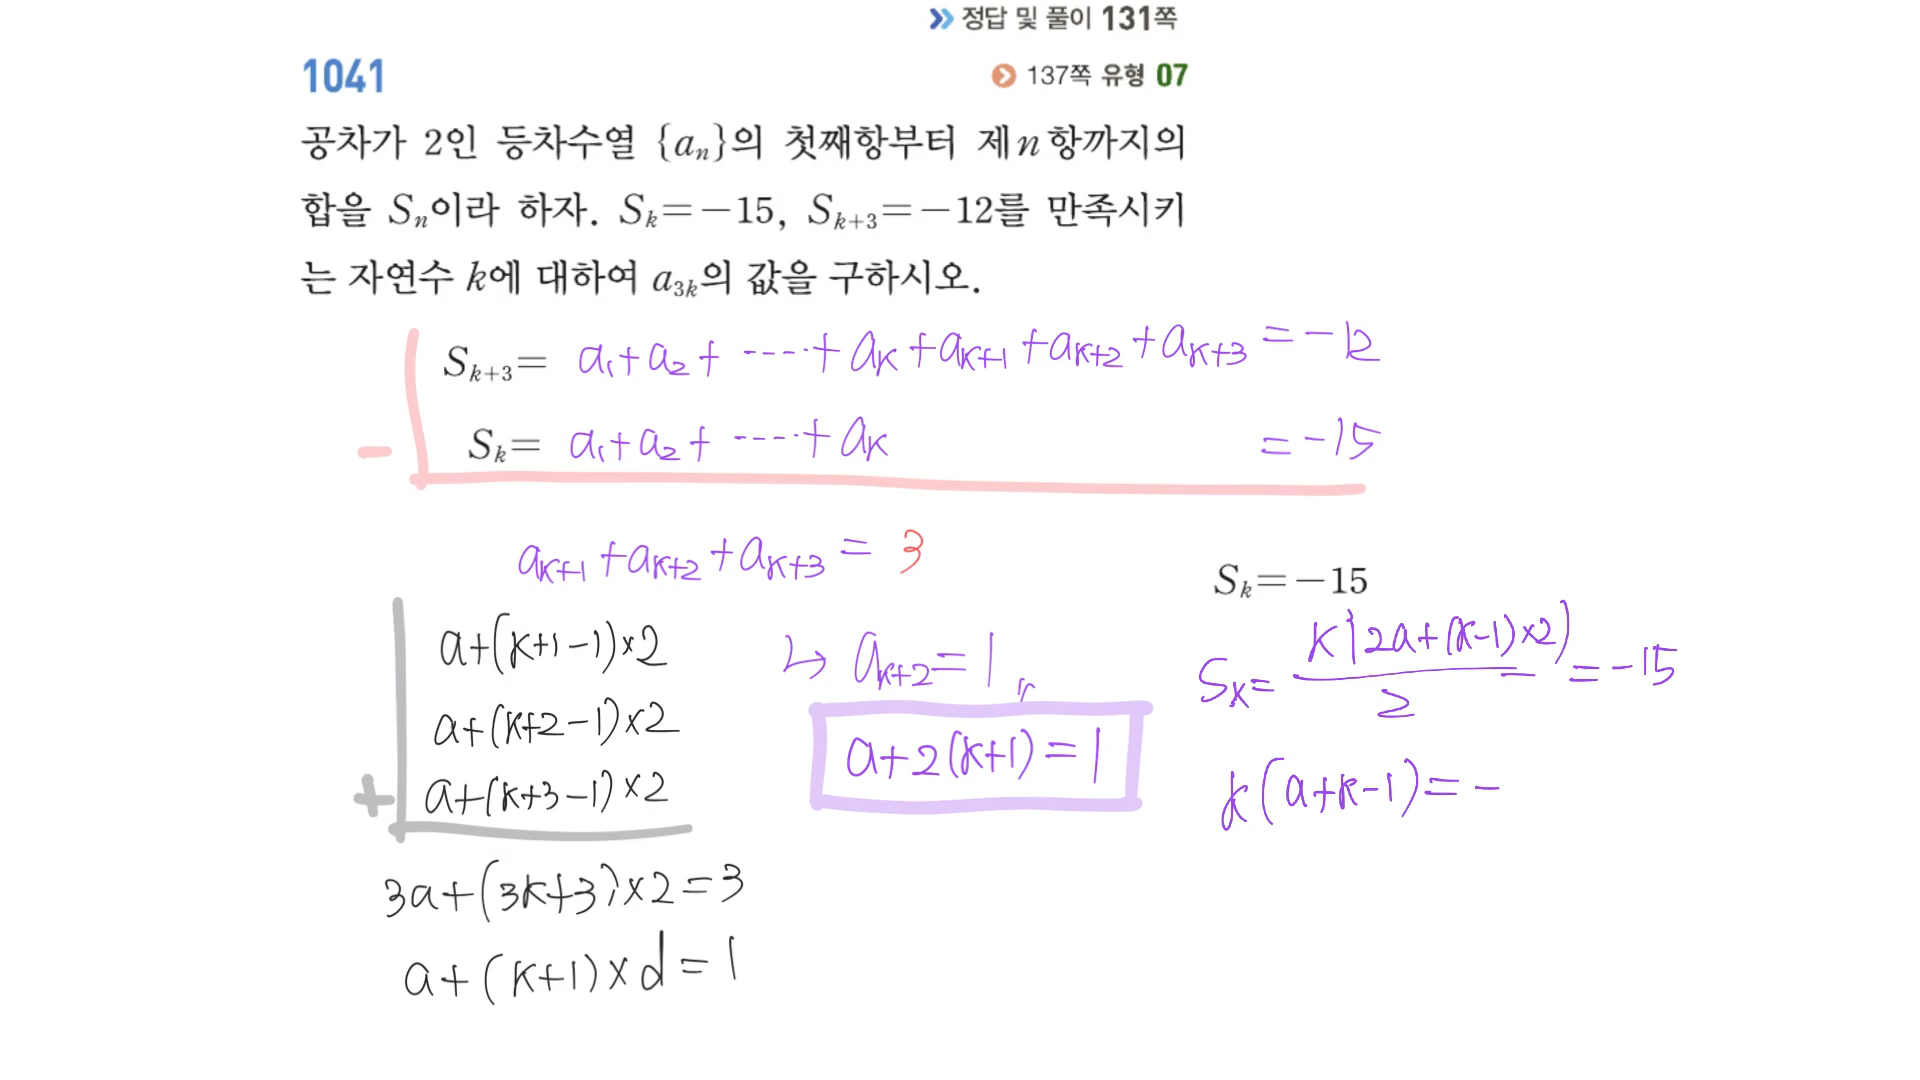 정답 및 풀이 131쪽
1041
137쪽 유형 07
공차가 2인 등차수열 {aₙ}의 첫째항부터 제n항까지의
합을 Sₙ이라 하자. Sₖ=−15, Sₖ₊₃=−12를 만족시키
는 자연수 k에 대하여 a₃ₖ의 값을 구하시오.
Sₖ₊₃= a₁+a₂+ ‑‑‑‑·+ aₖ+aₖ₊₁+aₖ₊₂+aₖ₊₃=−12
− Sₖ= a₁+a₂+ ‑‑‑‑·+ aₖ =−15
aₖ₊₁+aₖ₊₂+aₖ₊₃=3
a+(k+1−1)×2
a+(k+2−1)×2
+ a+(k+3−1)×2
3a+(3k+3)×2=3
a+(k+1)×d=1
↳ aₖ₊₂=1
a+2(k+1)=1
Sₖ=−15
Sₖ= k{2a+(k−1)×2}/2 =−15
k(a+k−1)=−